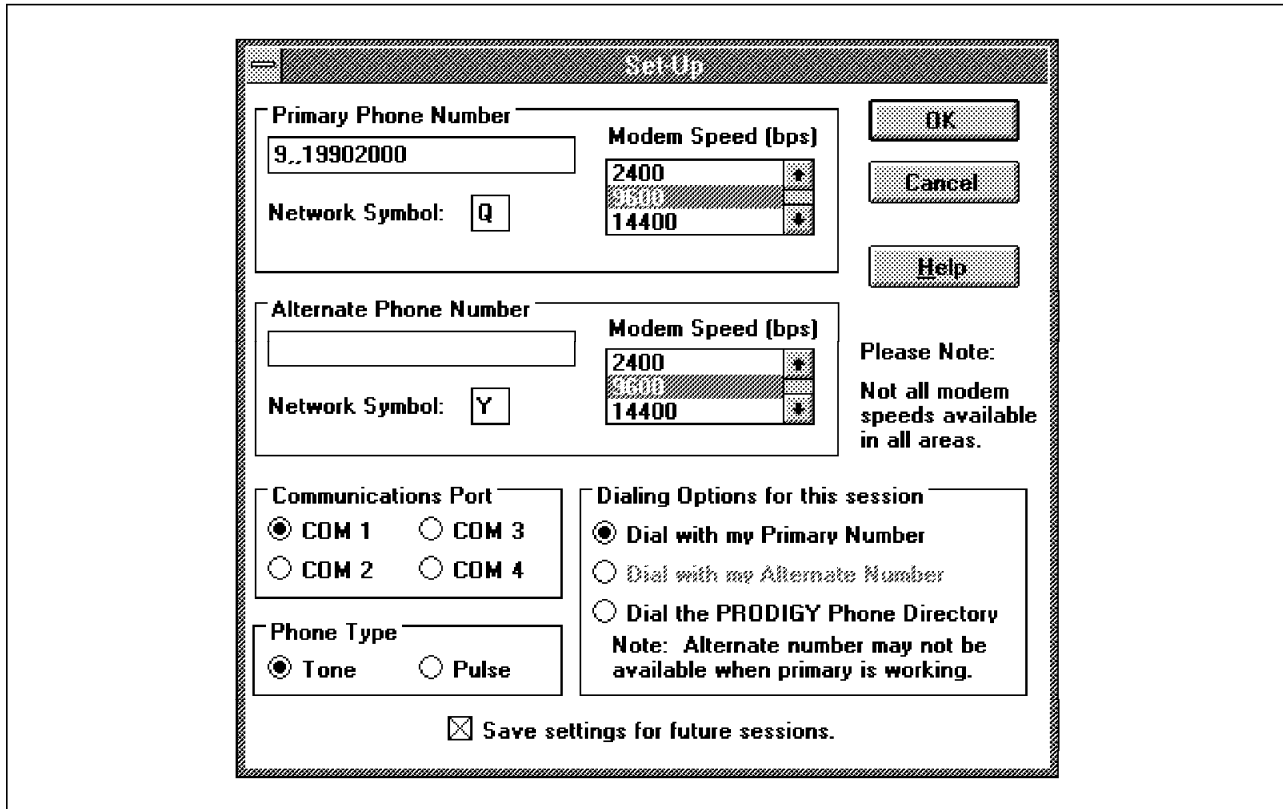 Set-Up
Primary Phone Number
9,,19902000
Network Symbol: Q
Modem Speed (bps)
2400
9600
14400
OK
Cancel
Help
Alternate Phone Number
Network Symbol: Y
Modem Speed (bps)
2400
9600
14400
Please Note:
Not all modem
speeds available
in all areas.
Communications Port
COM 1 COM 3
COM 2 COM 4
Phone Type
Tone Pulse
Dialing Options for this session
Dial with my Primary Number
Dial with my Alternate Number
Dial the PRODIGY Phone Directory
Note: Alternate number may not be
available when primary is working.
Save settings for future sessions.